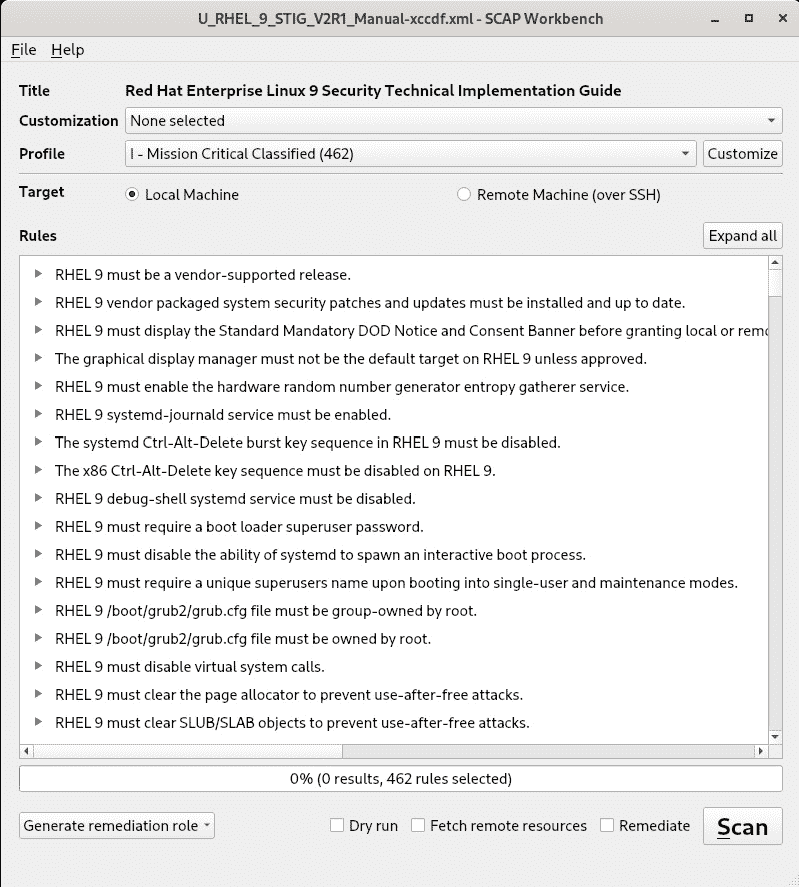 U_RHEL_9_STIG_V2R1_Manual-xccdf.xml - SCAP Workbench
File Help
Title Red Hat Enterprise Linux 9 Security Technical Implementation Guide
Customization None selected
Profile I - Mission Critical Classified (462) Customize
Target Local Machine Remote Machine (over SSH)
Rules Expand all
RHEL 9 must be a vendor-supported release.
RHEL 9 vendor packaged system security patches and updates must be installed and up to date.
RHEL 9 must display the Standard Mandatory DOD Notice and Consent Banner before granting local or remo
The graphical display manager must not be the default target on RHEL 9 unless approved.
RHEL 9 must enable the hardware random number generator entropy gatherer service.
RHEL 9 systemd-journald service must be enabled.
The systemd Ctrl-Alt-Delete burst key sequence in RHEL 9 must be disabled.
The x86 Ctrl-Alt-Delete key sequence must be disabled on RHEL 9.
RHEL 9 debug-shell systemd service must be disabled.
RHEL 9 must require a boot loader superuser password.
RHEL 9 must disable the ability of systemd to spawn an interactive boot process.
RHEL 9 must require a unique superusers name upon booting into single-user and maintenance modes.
RHEL 9 /boot/grub2/grub.cfg file must be group-owned by root.
RHEL 9 /boot/grub2/grub.cfg file must be owned by root.
RHEL 9 must disable virtual system calls.
RHEL 9 must clear the page allocator to prevent use-after-free attacks.
RHEL 9 must clear SLUB/SLAB objects to prevent use-after-free attacks.
0% (0 results, 462 rules selected)
Generate remediation role Dry run Fetch remote resources Remediate Scan